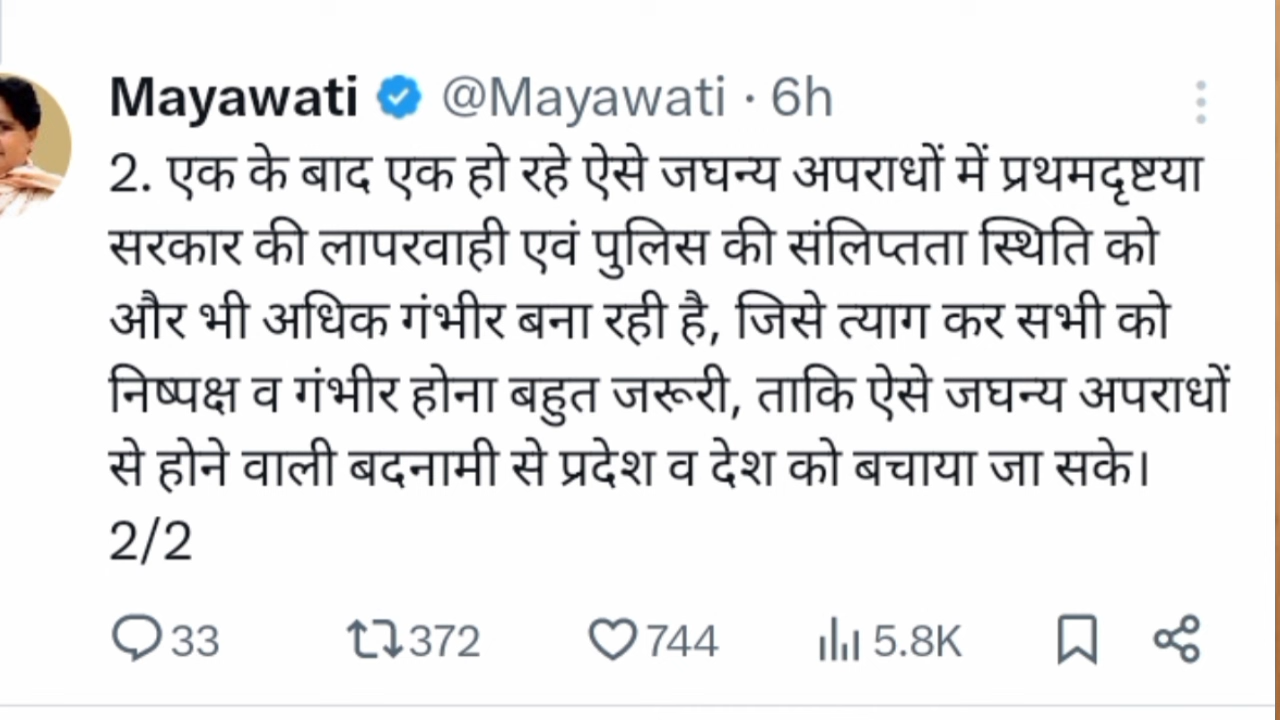 Mayawati @Mayawati · 6h
2. एक के बाद एक हो रहे ऐसे जघन्य अपराधों में प्रथमदृष्टया
सरकार की लापरवाही एवं पुलिस की संलिप्तता स्थिति को
और भी अधिक गंभीर बना रही है, जिसे त्याग कर सभी को
निष्पक्ष व गंभीर होना बहुत जरूरी, ताकि ऐसे जघन्य अपराधों
से होने वाली बदनामी से प्रदेश व देश को बचाया जा सके।
2/2
33 372 744 5.8K